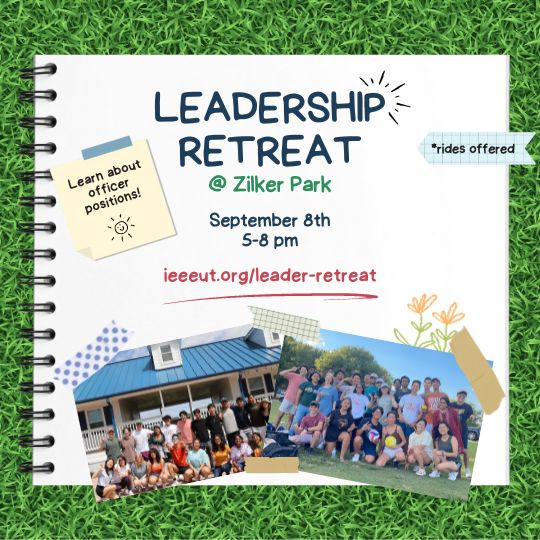 LEADERSHIP
RETREAT
@ Zilker Park
*rides offered
Learn about
officer
positions!
September 8th
5-8 pm
ieeeut.org/leader-retreat